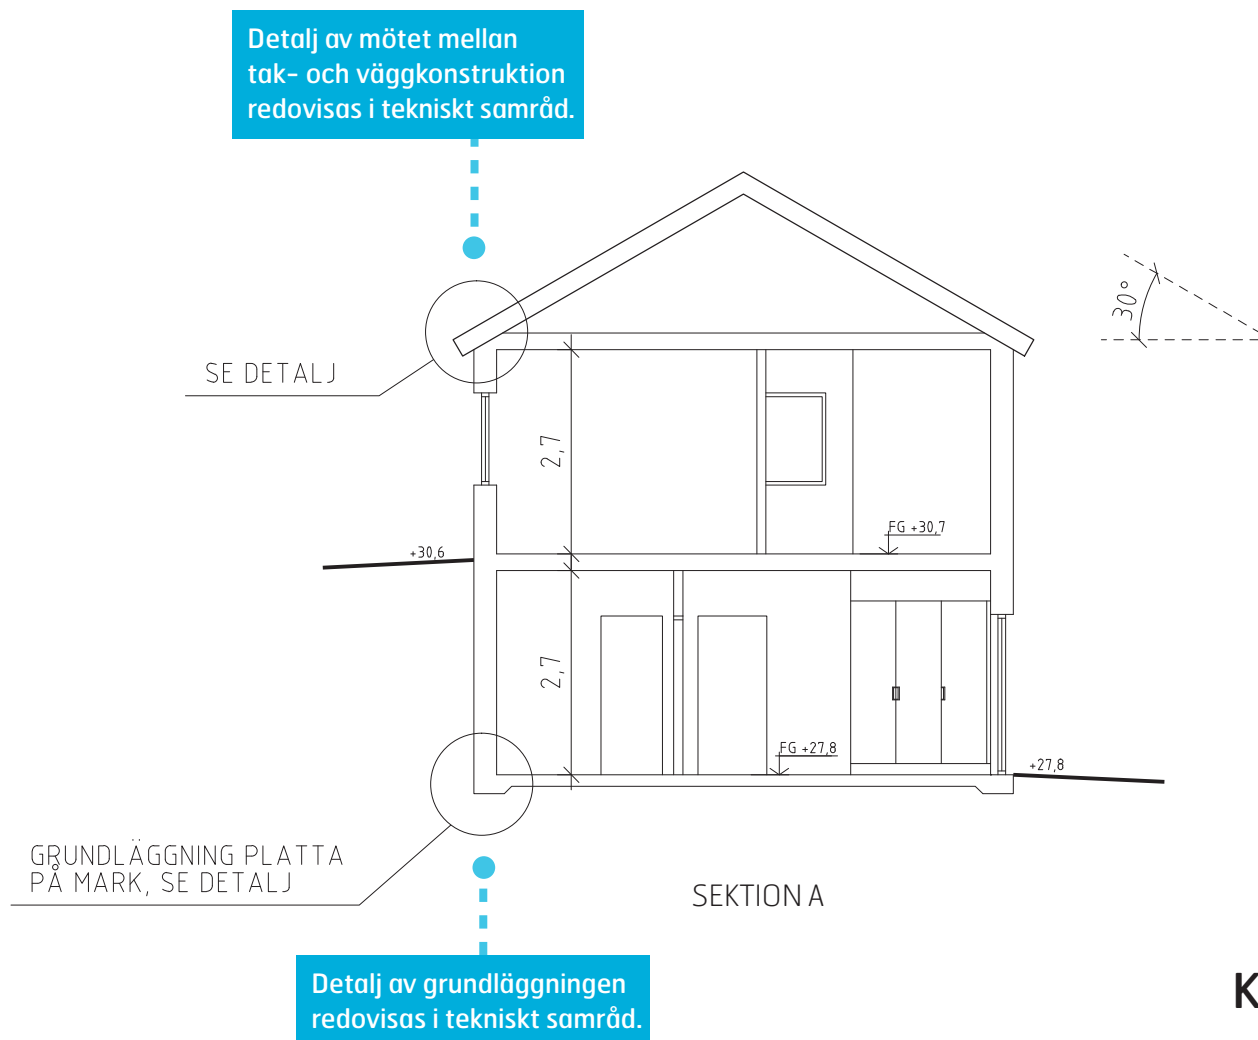 Detalj av mötet mellan
tak- och väggkonstruktion
redovisas i tekniskt samråd.
30°
SE DETALJ
2,7
FG +30,7
+30,6
2,7
FG +27,8
+27,8
GRUNDLÄGGNING PLATTA
PÅ MARK, SE DETALJ
SEKTION A
Detalj av grundläggningen
redovisas i tekniskt samråd.
K